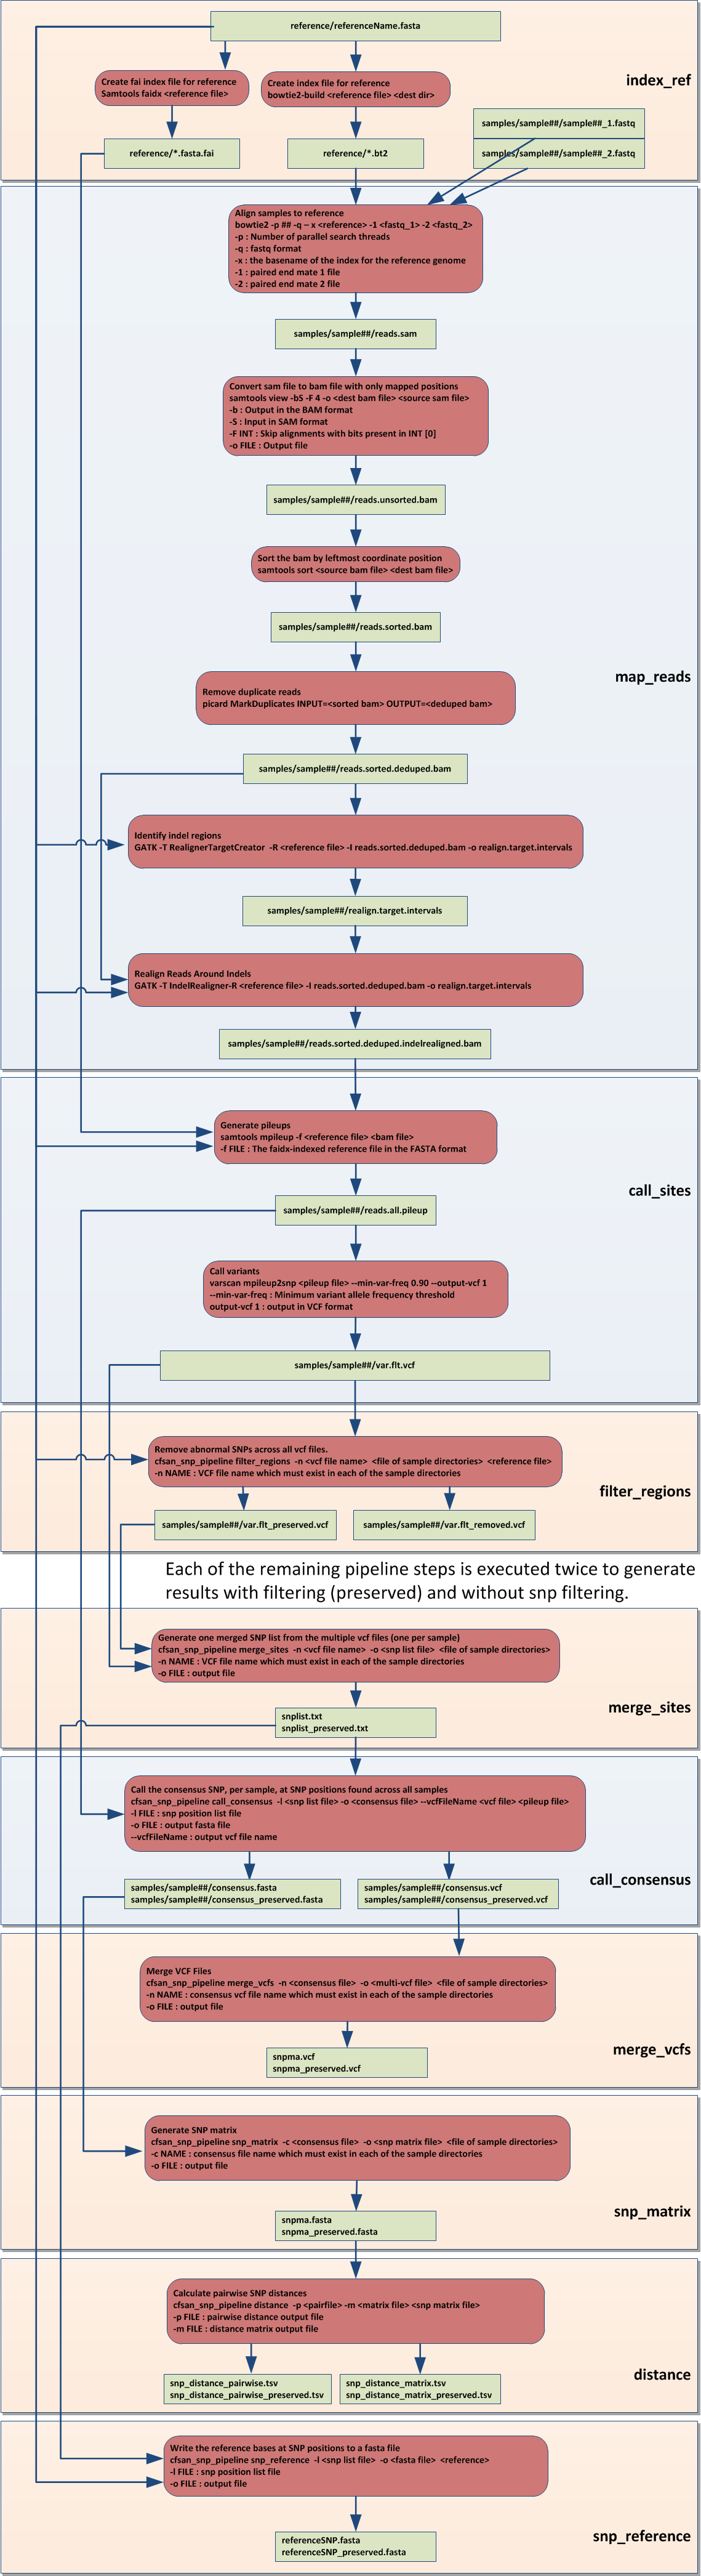 reference/referenceName.fasta
Create fai index file for reference
Samtools faidx <reference file>
Create index file for reference
bowtie2-build <reference file> <dest dir>
index_ref
samples/sample##/sample##_1.fastq
samples/sample##/sample##_2.fastq
reference/*.fasta.fai
reference/*.bt2
Align samples to reference
bowtie2 -p ## -q – x <reference> -1 <fastq_1> -2 <fastq_2>
-p : Number of parallel search threads
-q : fastq format
-x : the basename of the index for the reference genome
-1 : paired end mate 1 file
-2 : paired end mate 2 file
samples/sample##/reads.sam
Convert sam file to bam file with only mapped positions
samtools view -bS -F 4 -o <dest bam file> <source sam file>
-b : Output in the BAM format
-S : Input in SAM format
-F INT : Skip alignments with bits present in INT [0]
-o FILE : Output file
samples/sample##/reads.unsorted.bam
Sort the bam by leftmost coordinate position
samtools sort <source bam file> <dest bam file>
samples/sample##/reads.sorted.bam
map_reads
Remove duplicate reads
picard MarkDuplicates INPUT=<sorted bam> OUTPUT=<deduped bam>
samples/sample##/reads.sorted.deduped.bam
Identify indel regions
GATK -T RealignerTargetCreator  -R <reference file> -I reads.sorted.deduped.bam -o realign.target.intervals
samples/sample##/realign.target.intervals
Realign Reads Around Indels
GATK -T IndelRealigner-R <reference file> -I reads.sorted.deduped.bam -o realign.target.intervals
samples/sample##/reads.sorted.deduped.indelrealigned.bam
Generate pileups
samtools mpileup -f <reference file> <bam file>
-f FILE : The faidx-indexed reference file in the FASTA format
call_sites
samples/sample##/reads.all.pileup
Call variants
varscan mpileup2snp <pileup file> --min-var-freq 0.90 --output-vcf 1
--min-var-freq : Minimum variant allele frequency threshold
output-vcf 1 : output in VCF format
samples/sample##/var.flt.vcf
Remove abnormal SNPs across all vcf files.
cfsan_snp_pipeline filter_regions  -n <vcf file name>  <file of sample directories>  <reference file>
-n NAME : VCF file name which must exist in each of the sample directories
filter_regions
samples/sample##/var.flt_preserved.vcf
samples/sample##/var.flt_removed.vcf
Each of the remaining pipeline steps is executed twice to generate
results with filtering (preserved) and without snp filtering.
Generate one merged SNP list from the multiple vcf files (one per sample)
cfsan_snp_pipeline merge_sites  -n <vcf file name>  -o <snp list file>  <file of sample directories>
-n NAME : VCF file name which must exist in each of the sample directories
-o FILE : output file
merge_sites
snplist.txt
snplist_preserved.txt
Call the consensus SNP, per sample, at SNP positions found across all samples
cfsan_snp_pipeline call_consensus  -l <snp list file>  -o <consensus file>  --vcfFileName <vcf file> <pileup file>
-l FILE : snp position list file
-o FILE : output fasta file
--vcfFileName : output vcf file name
call_consensus
samples/sample##/consensus.fasta
samples/sample##/consensus_preserved.fasta
samples/sample##/consensus.vcf
samples/sample##/consensus_preserved.vcf
Merge VCF Files
cfsan_snp_pipeline merge_vcfs  -n <consensus file>  -o <multi-vcf file>  <file of sample directories>
-n NAME : consensus vcf file name which must exist in each of the sample directories
-o FILE : output file
merge_vcfs
snpma.vcf
snpma_preserved.vcf
Generate SNP matrix
cfsan_snp_pipeline snp_matrix  -c <consensus file>  -o <snp matrix file>  <file of sample directories>
-c NAME : consensus file name which must exist in each of the sample directories
-o FILE : output file
snp_matrix
snpma.fasta
snpma_preserved.fasta
Calculate pairwise SNP distances
cfsan_snp_pipeline distance  -p <pairfile> -m <matrix file> <snp matrix file>
-p FILE : pairwise distance output file
-m FILE : distance matrix output file
distance
snp_distance_pairwise.tsv
snp_distance_pairwise_preserved.tsv
snp_distance_matrix.tsv
snp_distance_matrix_preserved.tsv
Write the reference bases at SNP positions to a fasta file
cfsan_snp_pipeline snp_reference  -l <snp list file>  -o <fasta file>  <reference>
-l FILE : snp position list file
-o FILE : output file
snp_reference
referenceSNP.fasta
referenceSNP_preserved.fasta